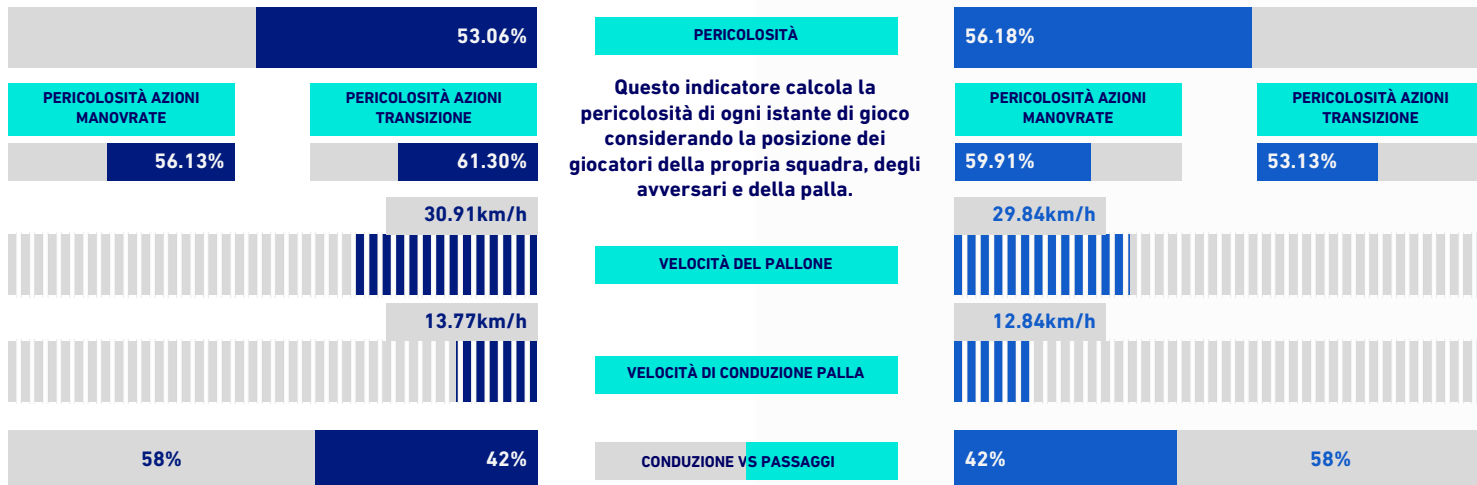 53.06%
PERICOLOSITÀ
56.18%
PERICOLOSITÀ AZIONI
MANOVRATE
PERICOLOSITÀ AZIONI
TRANSIZIONE
56.13%
61.30%
Questo indicatore calcola la
pericolosità di ogni istante di gioco
considerando la posizione dei
giocatori della propria squadra, degli
avversari e della palla.
PERICOLOSITÀ AZIONI
MANOVRATE
PERICOLOSITÀ AZIONI
TRANSIZIONE
59.91%
53.13%
30.91km/h
VELOCITÀ DEL PALLONE
29.84km/h
13.77km/h
VELOCITÀ DI CONDUZIONE PALLA
12.84km/h
58%
42%
CONDUZIONE VS PASSAGGI
42%
58%